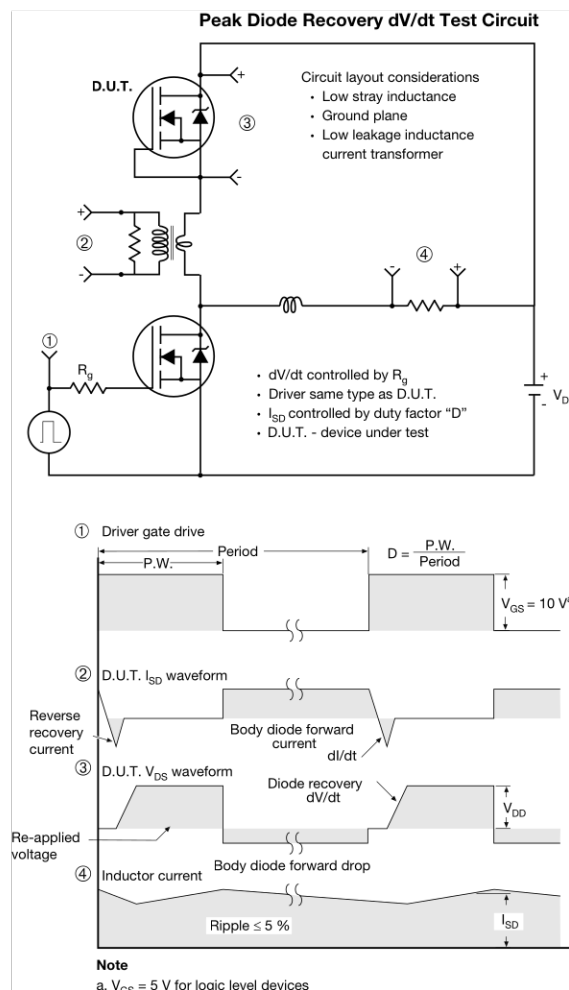 Peak Diode Recovery dV/dt Test Circuit
D.U.T.
+
-
③
Circuit layout considerations
• Low stray inductance
• Ground plane
• Low leakage inductance
current transformer
+
②
-
④
-
+
①
Rg
• dV/dt controlled by Rg
• Driver same type as D.U.T.
• ISD controlled by duty factor “D”
• D.U.T. - device under test
+
-
① Driver gate drive
Period
P.W.
D = P.W.
Period
VGS = 10 Va
② D.U.T. ISD waveform
Reverse
recovery
current
Body diode forward
current
dI/dt
③ D.U.T. VDS waveform
Diode recovery
dV/dt
VDD
Re-applied
voltage
Body diode forward drop
④ Inductor current
Ripple ≤ 5 %
ISD
Note
a. VGS = 5 V for logic level devices